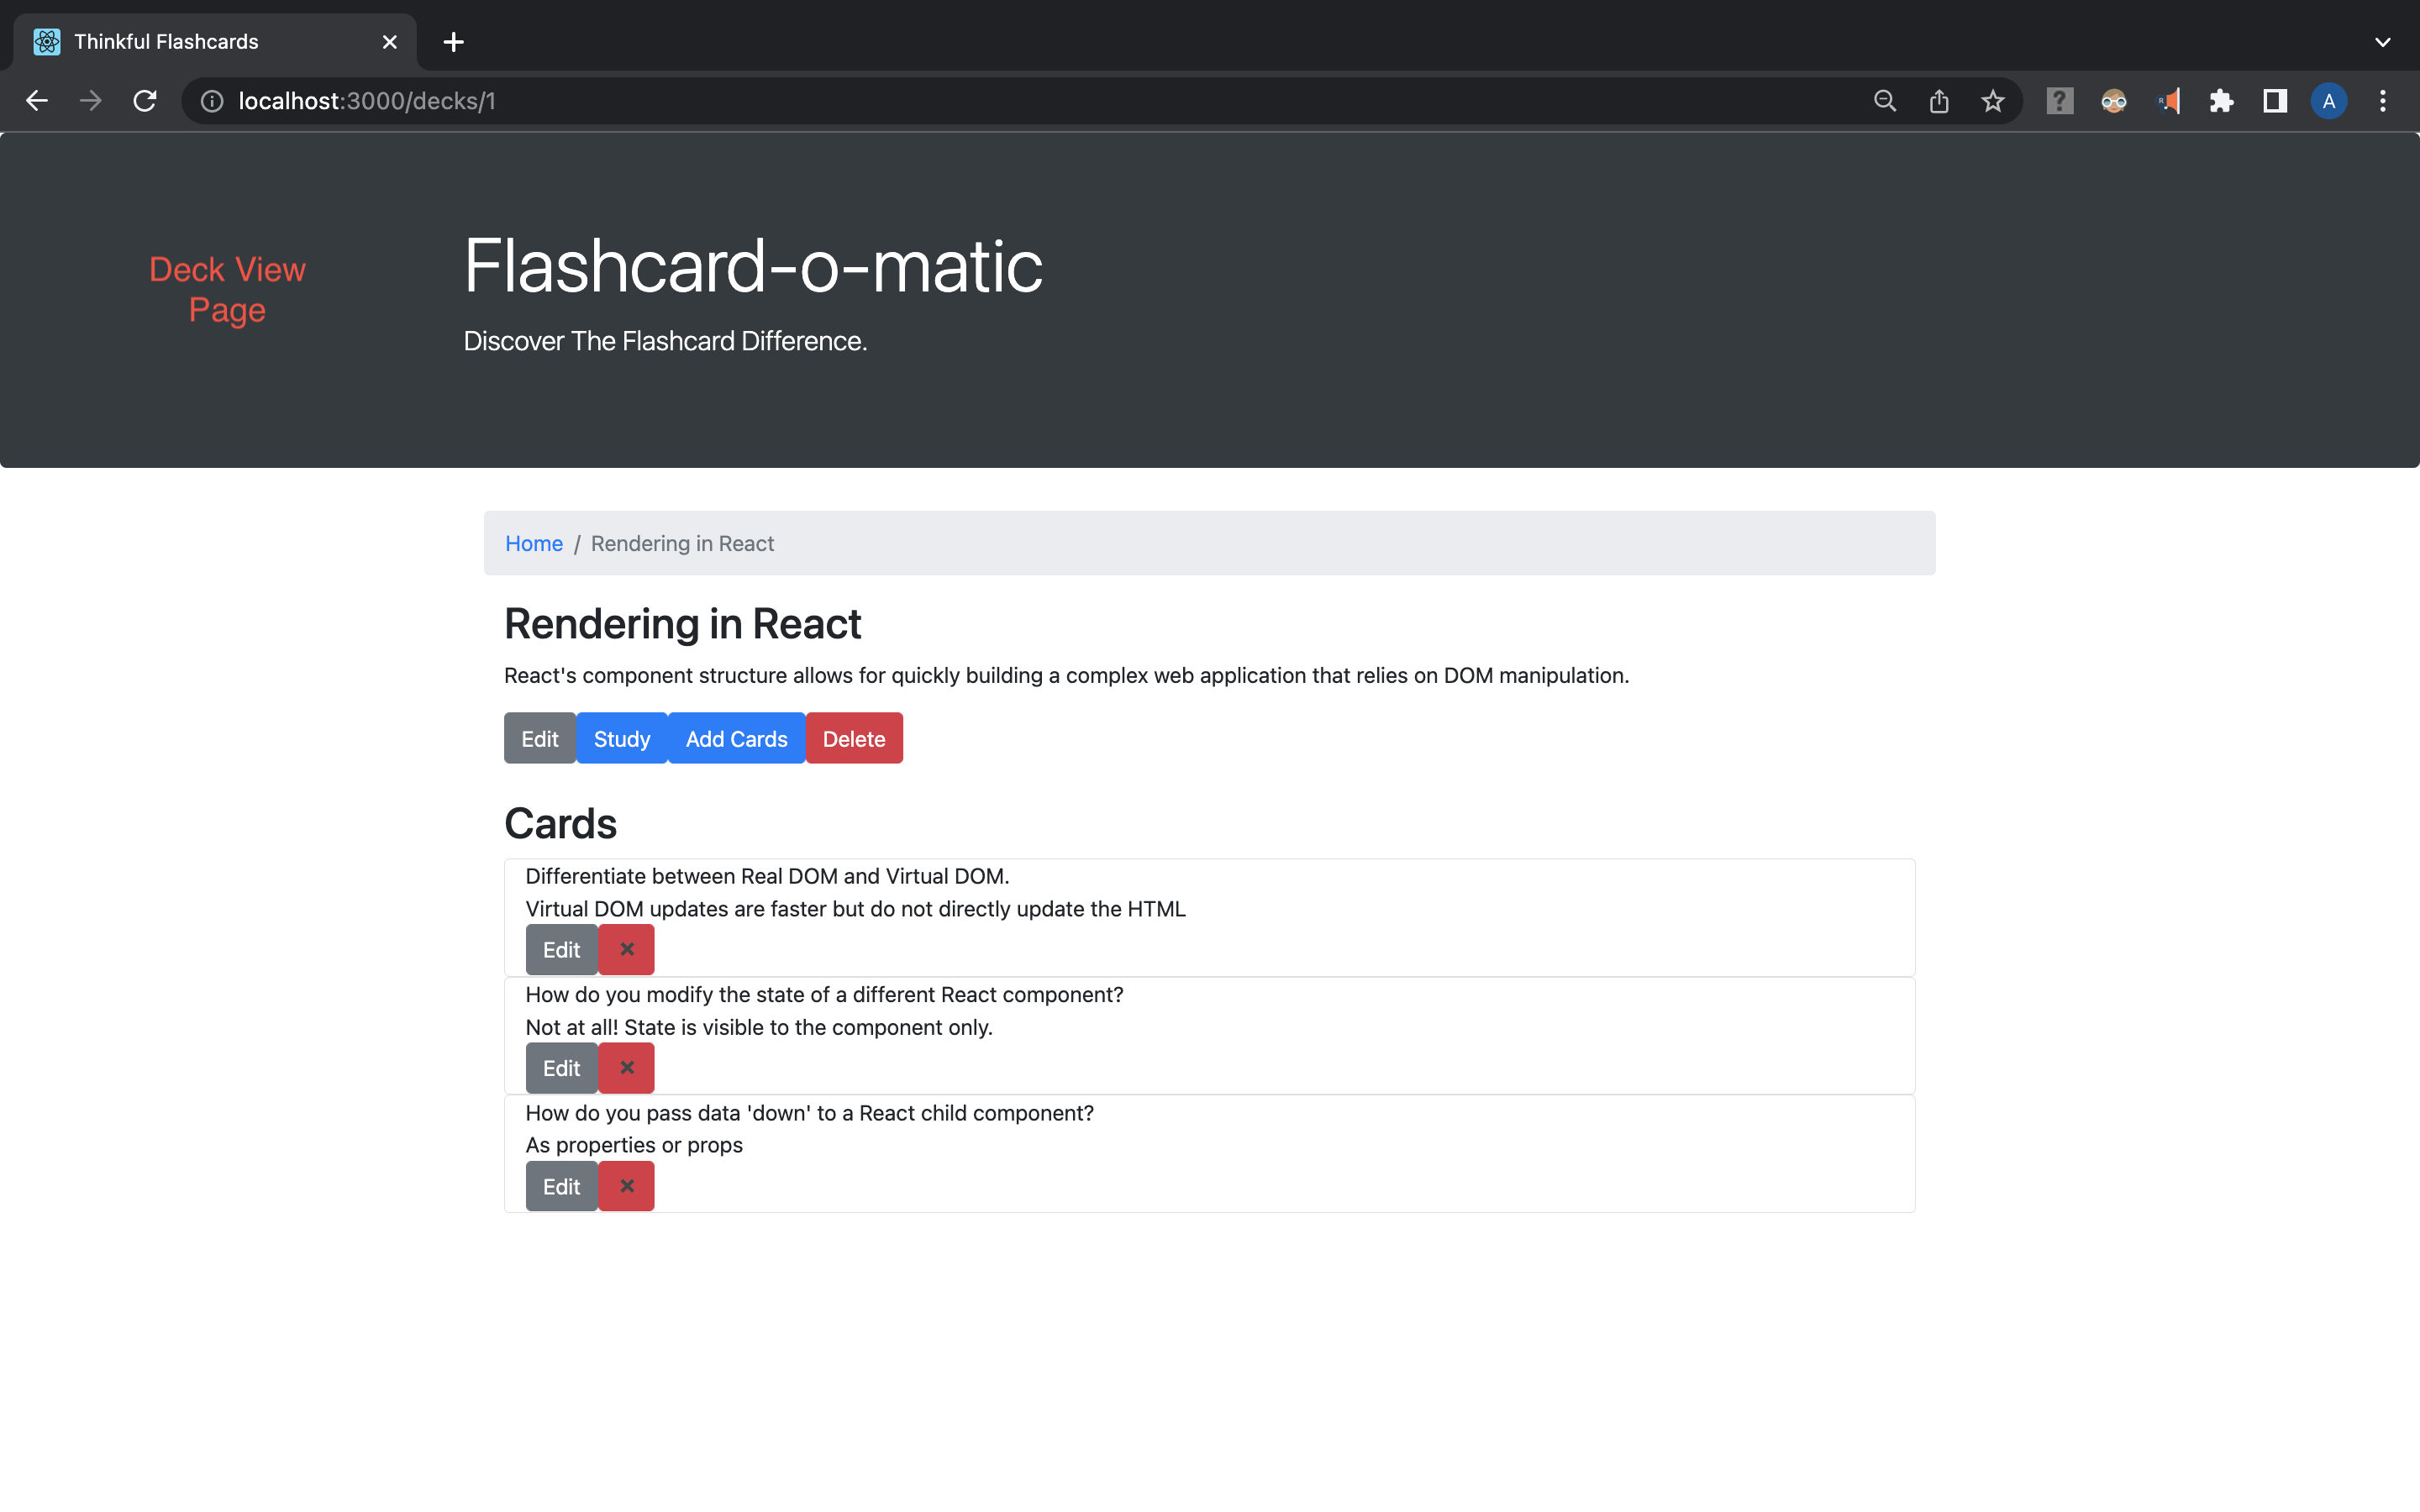 Thinkful Flashcards
localhost:3000/decks/1
A
Deck View
Page
Flashcard-o-matic
Discover The Flashcard Difference.
Home / Rendering in React
Rendering in React
React's component structure allows for quickly building a complex web application that relies on DOM manipulation.
Edit Study Add Cards Delete
Cards
Differentiate between Real DOM and Virtual DOM.
Virtual DOM updates are faster but do not directly update the HTML
Edit
How do you modify the state of a different React component?
Not at all! State is visible to the component only.
Edit
How do you pass data 'down' to a React child component?
As properties or props
Edit